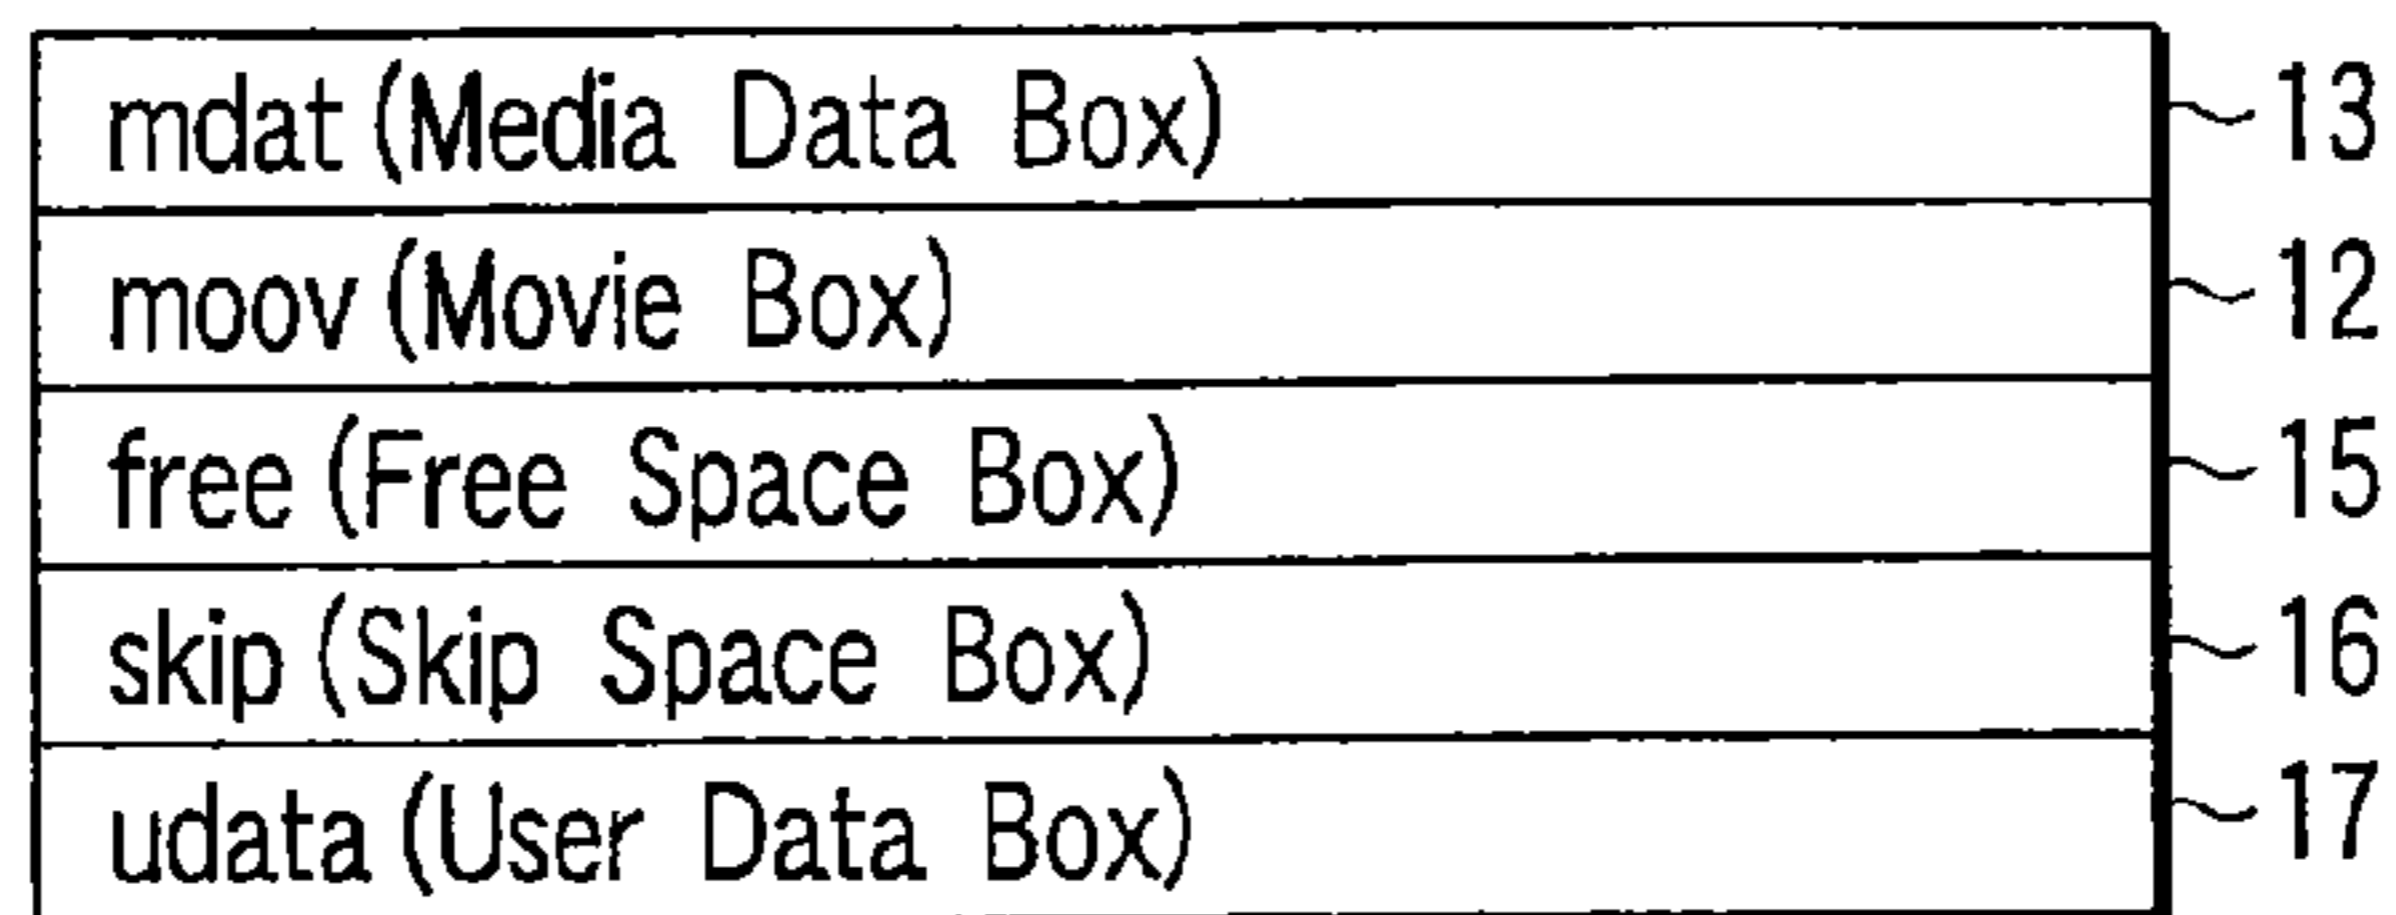 mdat (Media Data Box) 13
moov (Movie Box) 12
free (Free Space Box) 15
skip (Skip Space Box) 16
udata (User Data Box) 17